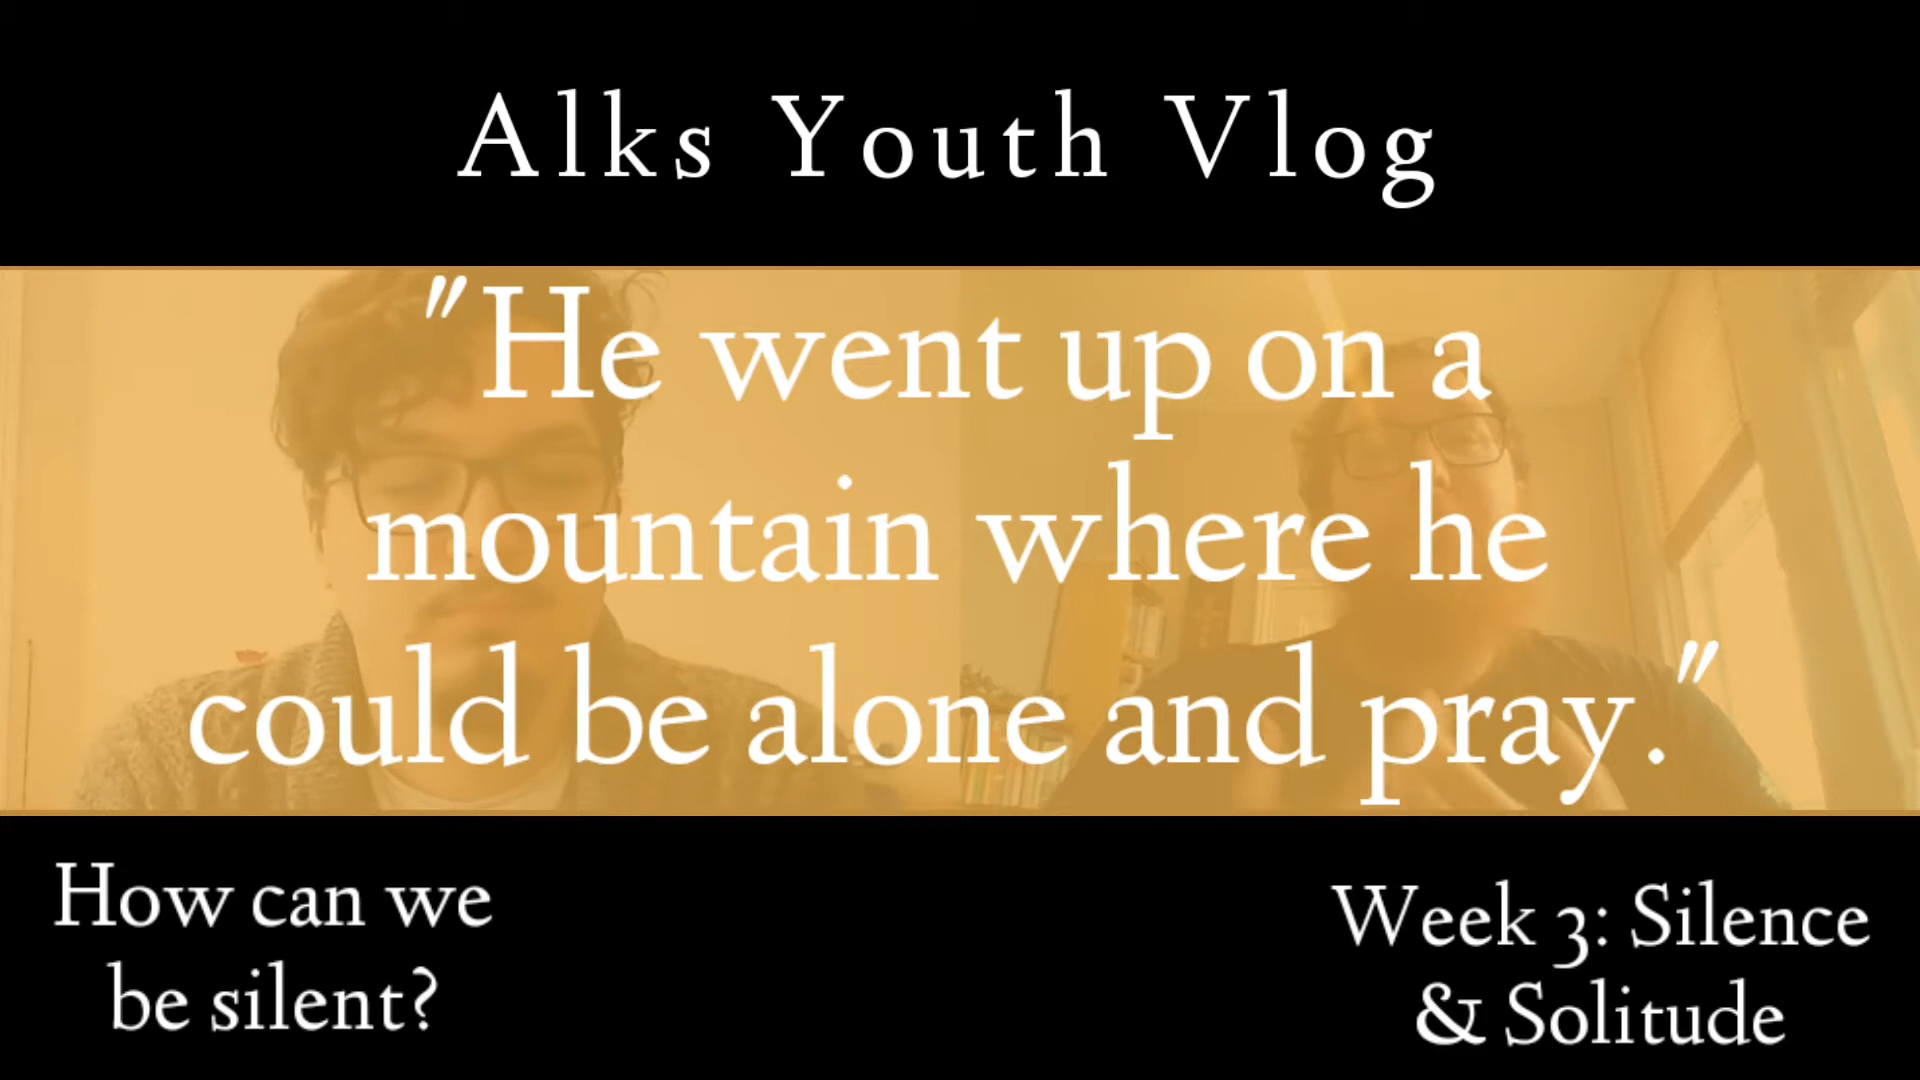 Alks Youth Vlog
"He went up on a
mountain where he
could be alone and pray."
How can we
be silent?
Week 3: Silence
& Solitude